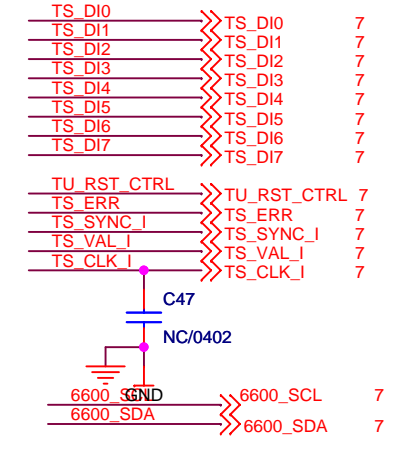 TS_DI0 TS_DI0 7
TS_DI1 TS_DI1 7
TS_DI2 TS_DI2 7
TS_DI3 TS_DI3 7
TS_DI4 TS_DI4 7
TS_DI5 TS_DI5 7
TS_DI6 TS_DI6 7
TS_DI7 TS_DI7 7
TU_RST_CTRL TU_RST_CTRL 7
TS_ERR TS_ERR 7
TS_SYNC_I TS_SYNC_I 7
TS_VAL_I TS_VAL_I 7
TS_CLK_I TS_CLK_I 7
C47
NC/0402
GND
6600_SCL 7
6600_SDA 6600_SDA 7